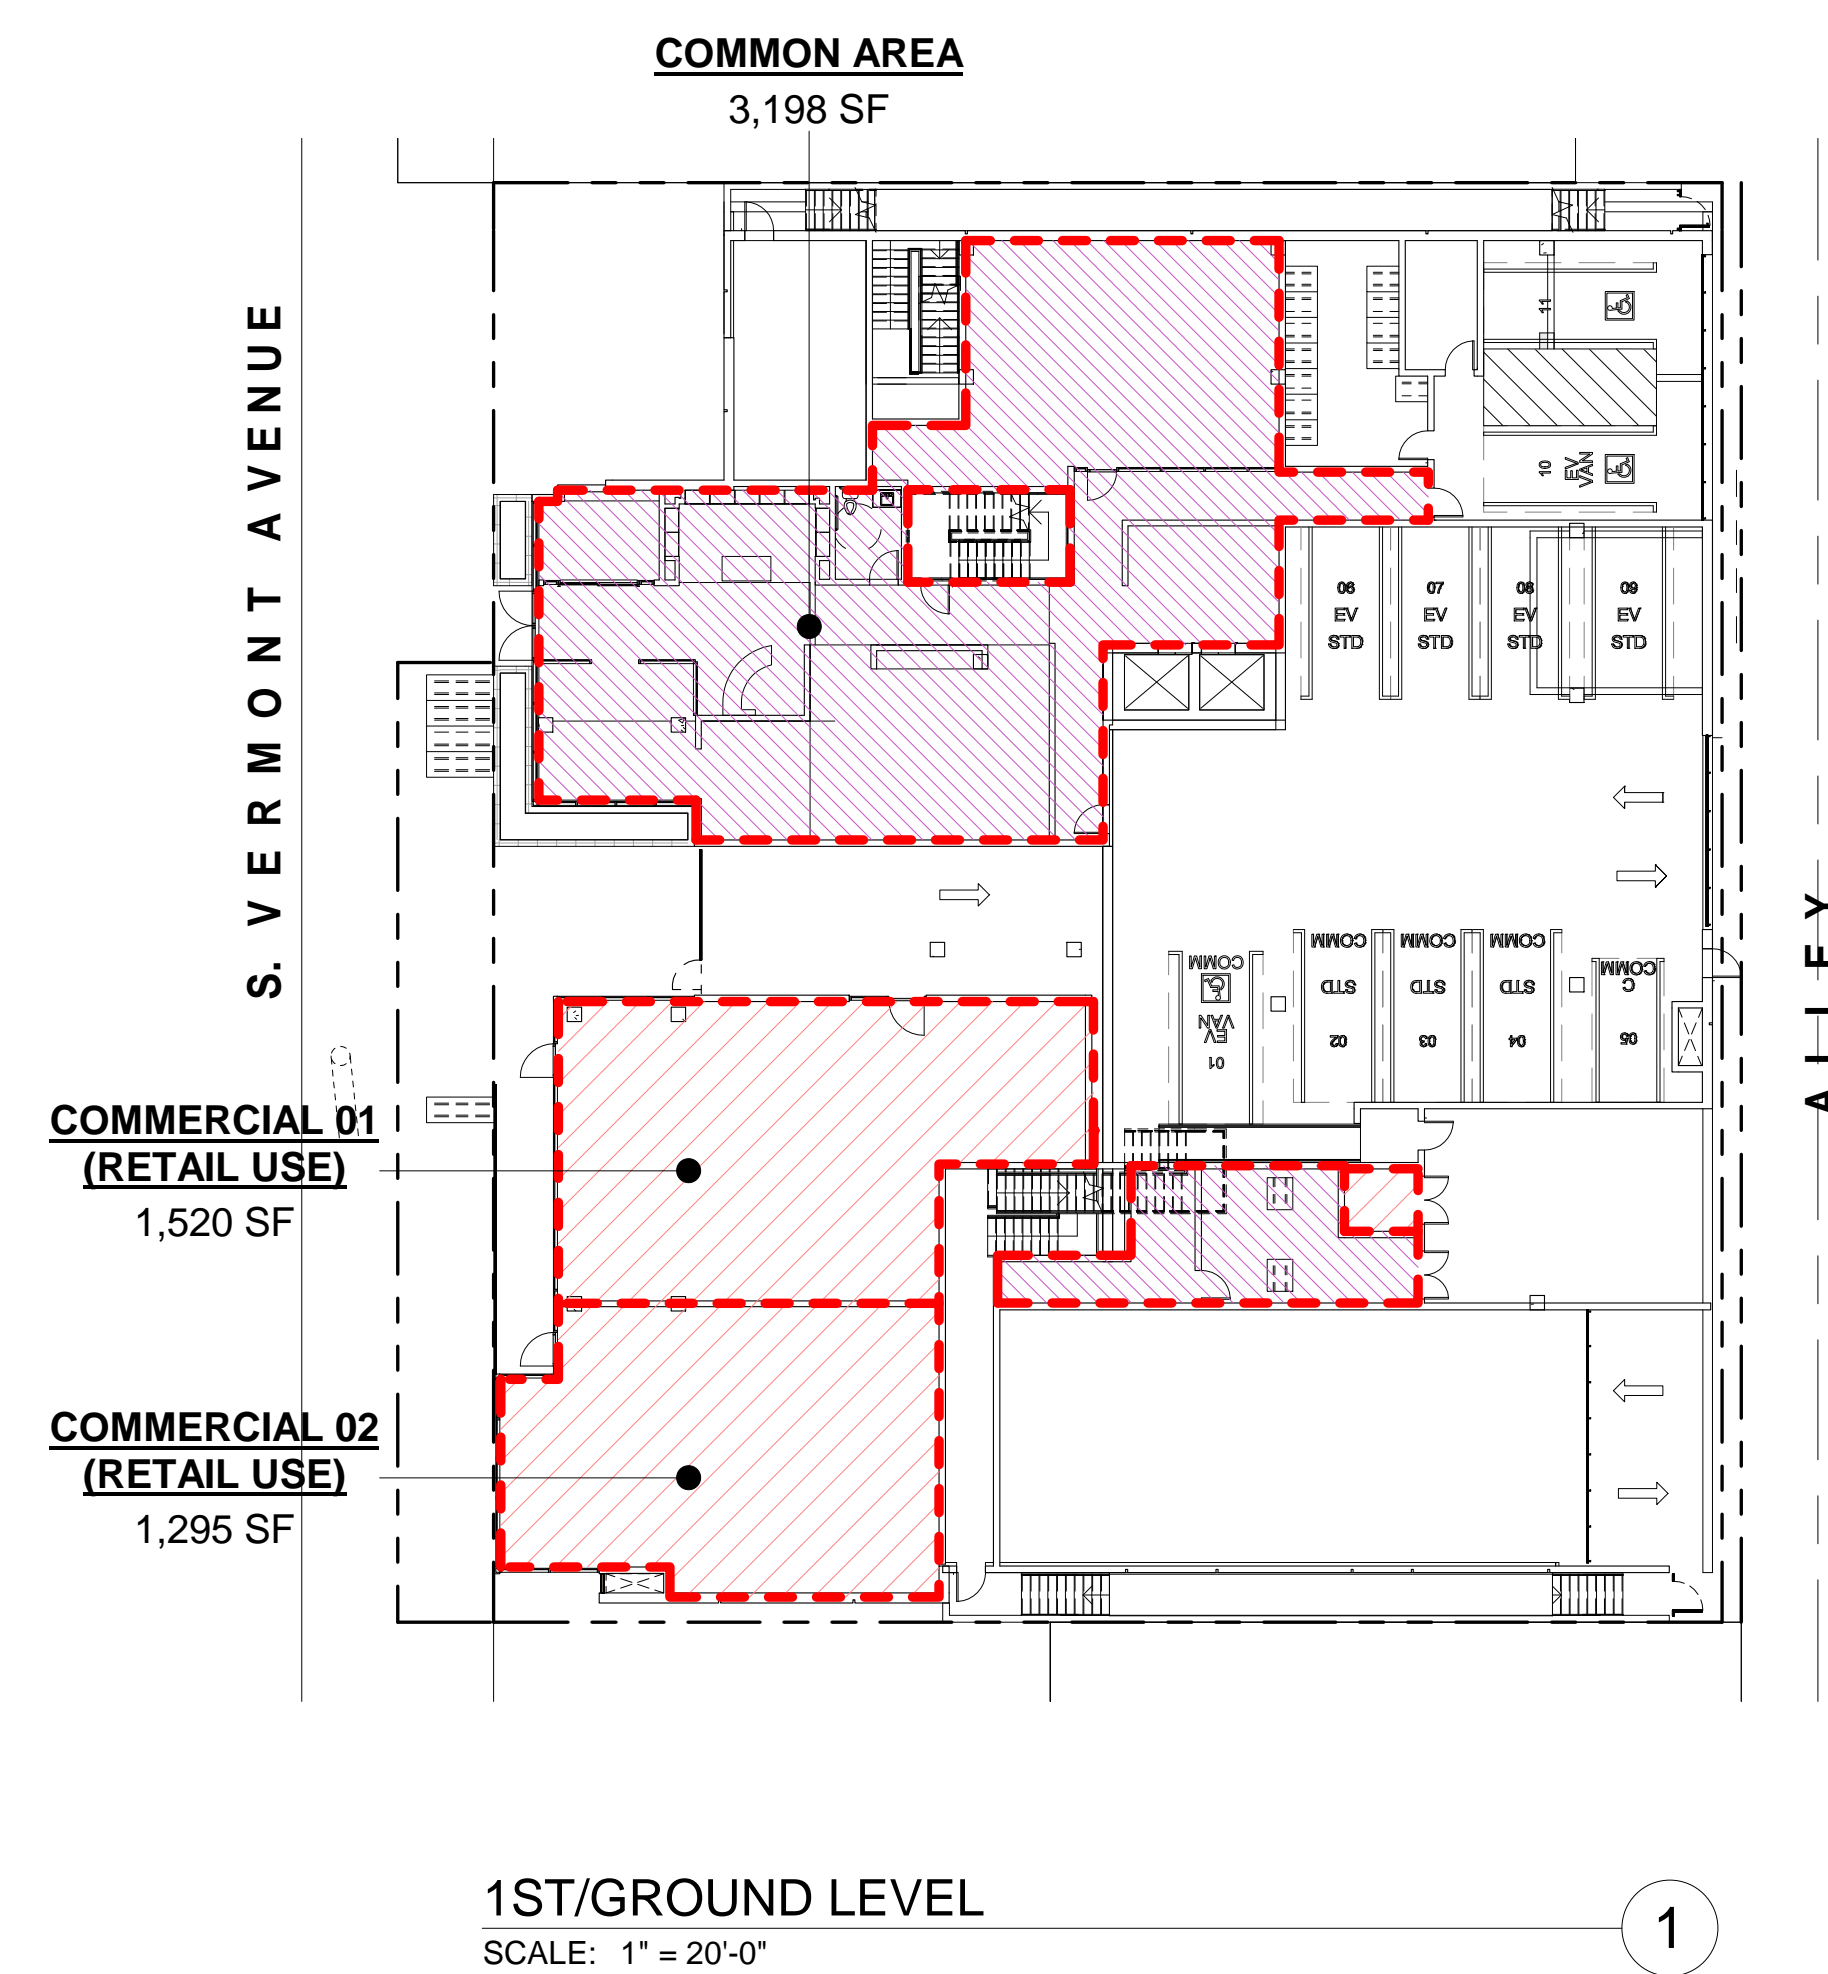 COMMON AREA
3,198 SF
S. VERMONT AVENUE
11
10
EV
VAN
06
EV
STD
07
EV
STD
08
EV
STD
09
EV
STD
ALLEY
COMM
EV
VAN
01
COMM
STD
02
COMM
STD
03
COMM
STD
04
COMM
C
05
COMMERCIAL 01
(RETAIL USE)
1,520 SF
COMMERCIAL 02
(RETAIL USE)
1,295 SF
1ST/GROUND LEVEL
1
SCALE: 1" = 20'-0"